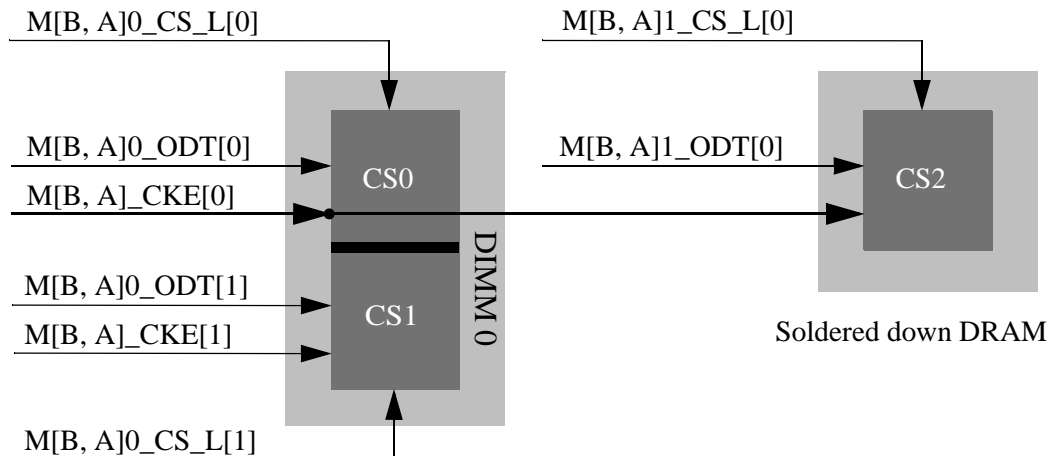 M[B, A]0_CS_L[0]
M[B, A]1_CS_L[0]
M[B, A]0_ODT[0]
M[B, A]1_ODT[0]
CS0
CS2
M[B, A]_CKE[0]
DIMM 0
M[B, A]0_ODT[1]
CS1
M[B, A]_CKE[1]
Soldered down DRAM
M[B, A]0_CS_L[1]